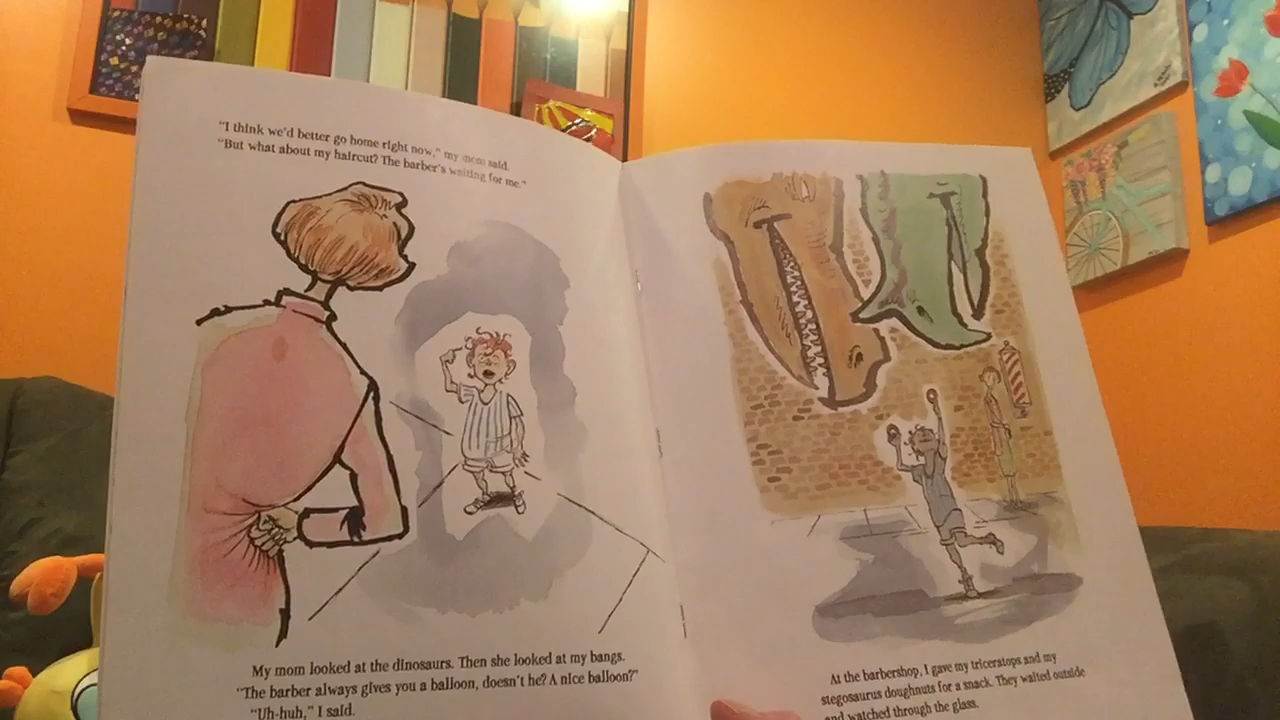 "I think we'd better go home right now," my mom said.
"But what about my haircut? The barber's waiting for me."
My mom looked at the dinosaurs. Then she looked at my bangs.
"The barber always gives you a balloon, doesn't he? A nice balloon?"
"Uh-huh," I said.
At the barbershop, I gave my triceratops and my
stegosaurus doughnuts for a snack. They waited outside
and watched through the glass.